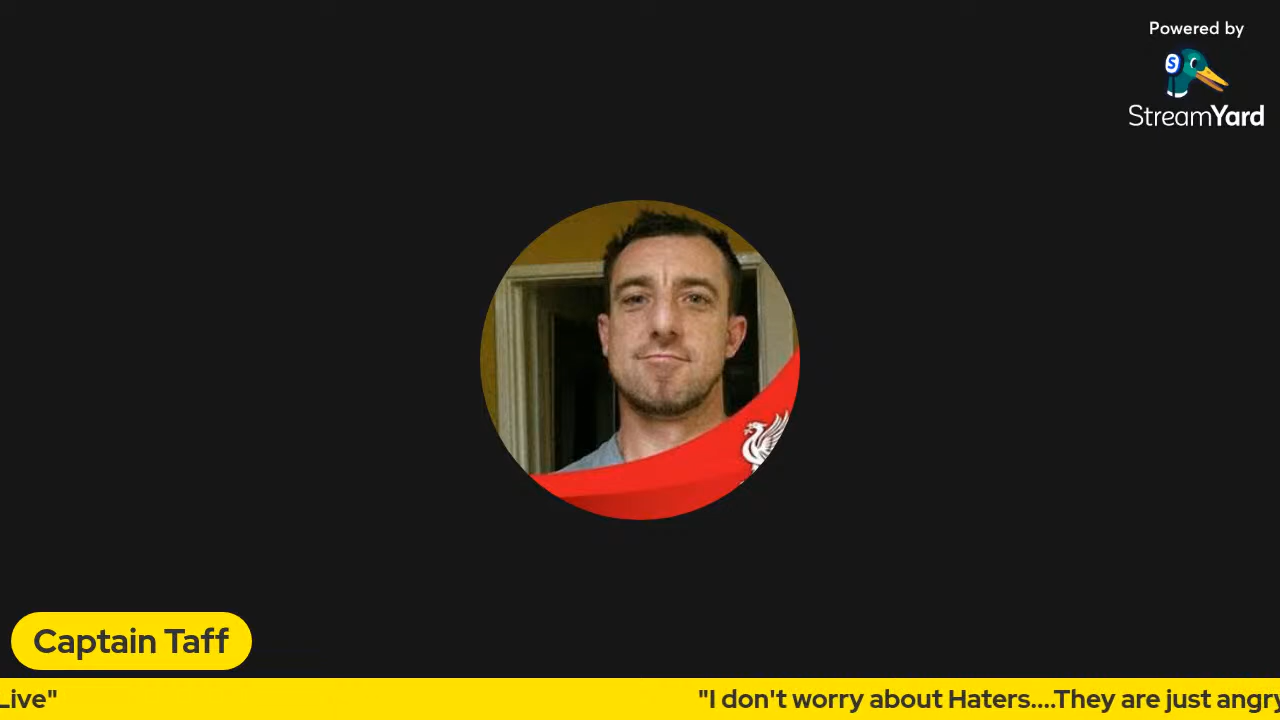 Powered by
S
StreamYard
Captain Taff
Live"
"I don't worry about Haters....They are just angry